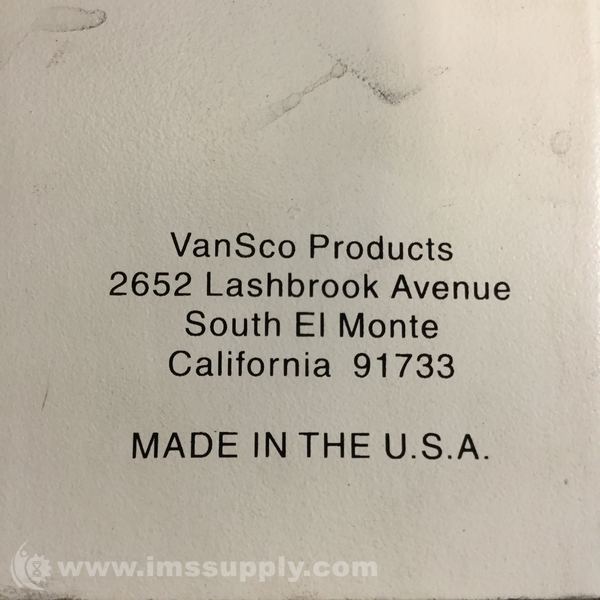 VanSco Products
2652 Lashbrook Avenue
South El Monte
California 91733
MADE IN THE U.S.A.
www.imssupply.com